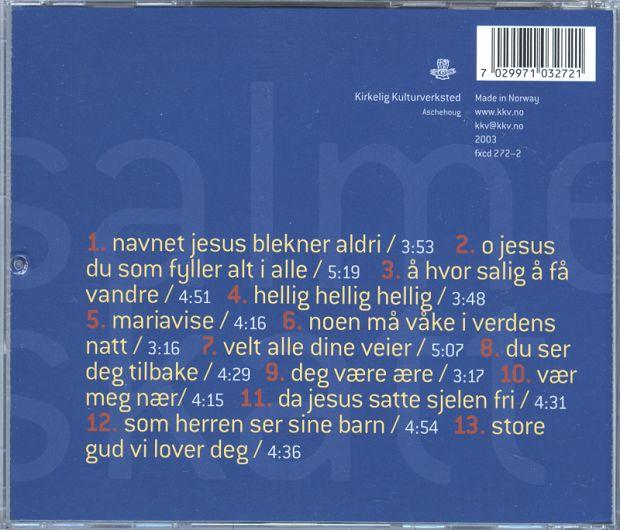 7 029971 032721
Kirkelig Kulturverksted
Aschehoug
Made in Norway
www.kkv.no
kkv@kkv.no
2003
fxcd 272-2
salme
skatt
1. navnet jesus blekner aldri / 3:53 2. o jesus
du som fyller alt i alle / 5:19 3. å hvor salig å få
vandre / 4:51 4. hellig hellig hellig / 3:48
5. mariavise / 4:16 6. noen må våke i verdens
natt / 3:16 7. velt alle dine veier / 5:07 8. du ser
deg tilbake / 4:29 9. deg være ære / 3:17 10. vær
meg nær/ 4:15 11. da jesus satte sjelen fri / 4:31
12. som herren ser sine barn / 4:54 13. store
gud vi lover deg / 4:36